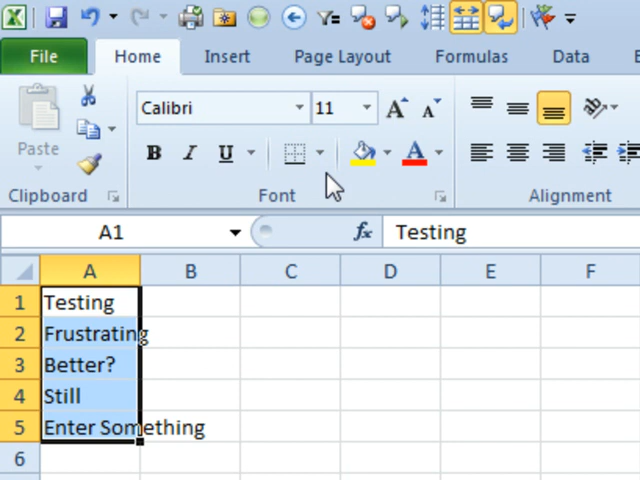 File Home Insert Page Layout Formulas Data
Calibri 11
Paste B I U A
Clipboard Font Alignment
A1 fx Testing
A B C D E F
1 Testing
2 Frustrating
3 Better?
4 Still
5 Enter Something
6